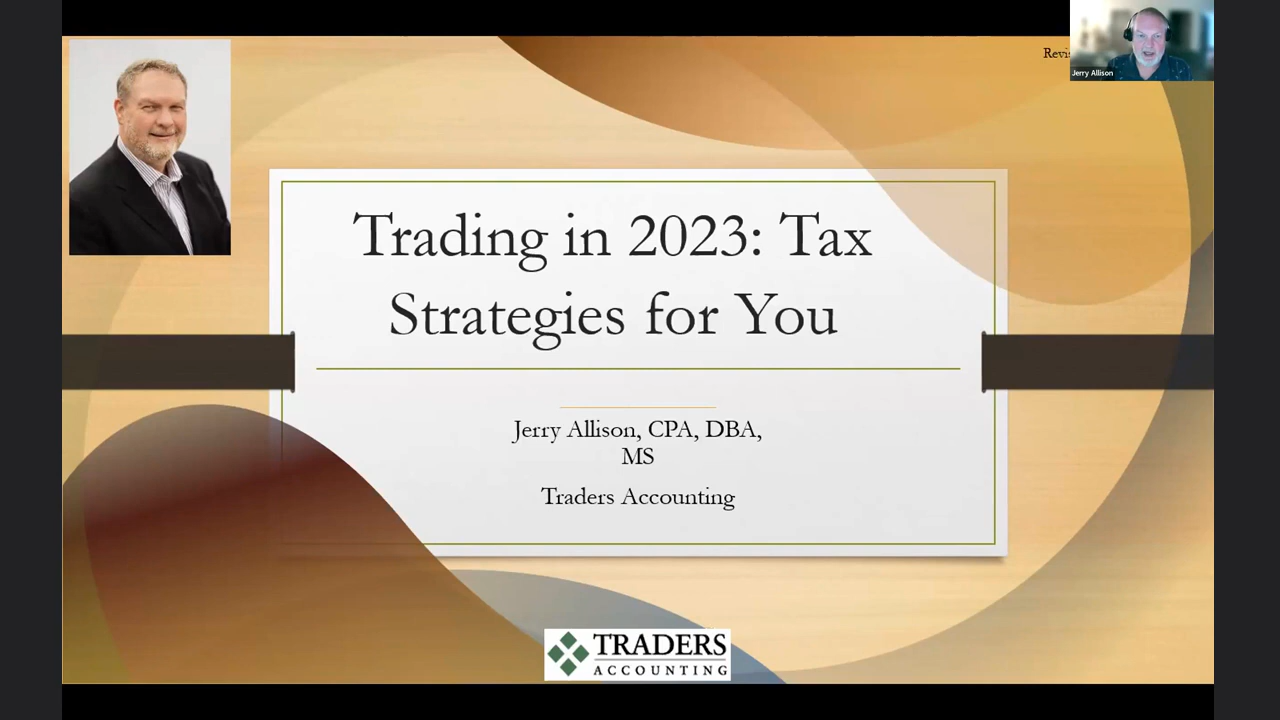 Jerry Allison
Trading in 2023: Tax
Strategies for You
Jerry Allison, CPA, DBA,
MS
Traders Accounting
TRADERS
ACCOUNTING